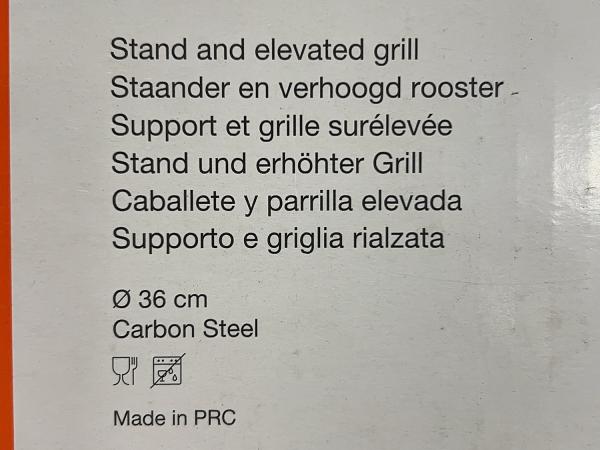 Stand and elevated grill
Staander en verhoogd rooster
Support et grille surélevée
Stand und erhöhter Grill
Caballete y parrilla elevada
Supporto e griglia rialzata
Ø 36 cm
Carbon Steel
Made in PRC